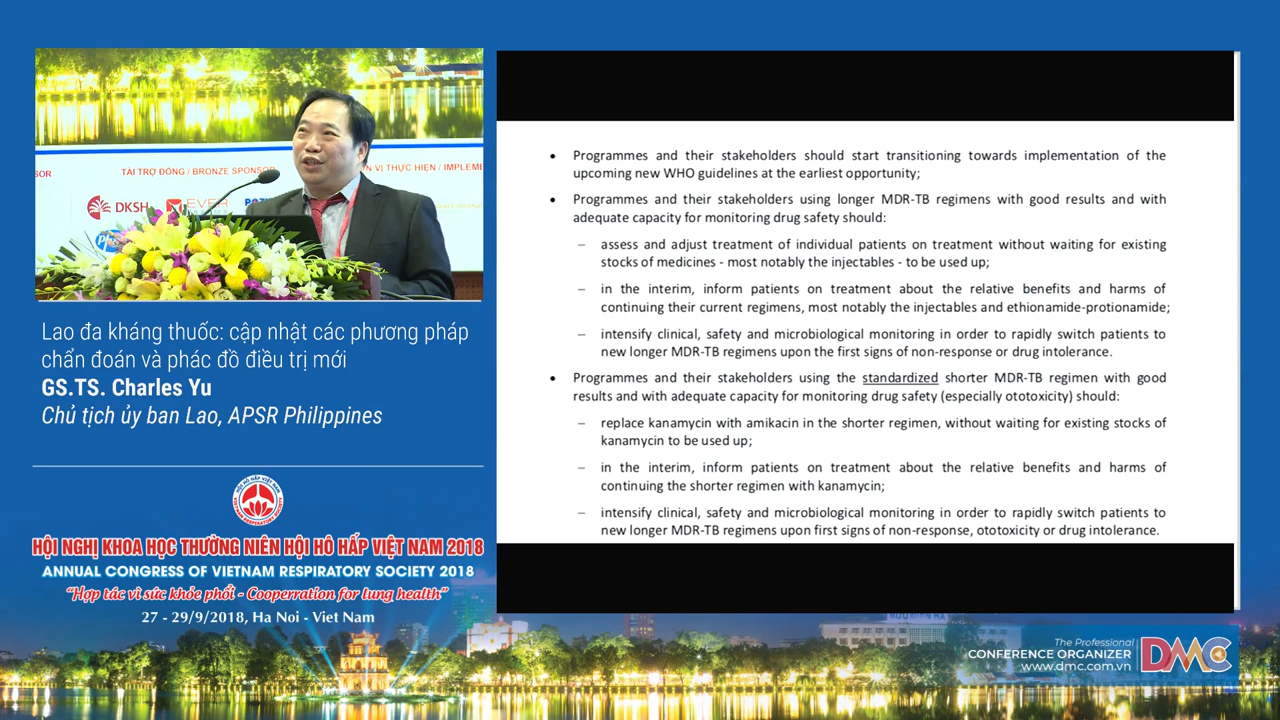 SOR
TÀI TRỢ ĐỒNG / BRONZE SPONSOR
VỊ THỰC HIỆN / IMPLEME
DKSH
Lao đa kháng thuốc: cập nhật các phương pháp
chẩn đoán và phác đồ điều trị mới
GS.TS. Charles Yu
Chủ tịch ủy ban Lao, APSR Philippines
HỘI HÔ HẤP VIỆT NAM
VIETNAM RESPIRATORY SOCIETY
HỘI NGHỊ KHOA HỌC THƯỜNG NIÊN HỘI HÔ HẤP VIỆT NAM 2018
ANNUAL CONGRESS OF VIETNAM RESPIRATORY SOCIETY 2018
“Hợp tác vì sức khỏe phổi - Cooperration for lung health”
27 - 29/9/2018, Ha Noi - Viet Nam
• Programmes and their stakeholders should start transitioning towards implementation of the
upcoming new WHO guidelines at the earliest opportunity;
• Programmes and their stakeholders using longer MDR-TB regimens with good results and with
adequate capacity for monitoring drug safety should:
– assess and adjust treatment of individual patients on treatment without waiting for existing
stocks of medicines - most notably the injectables - to be used up;
– in the interim, inform patients on treatment about the relative benefits and harms of
continuing their current regimens, most notably the injectables and ethionamide-protionamide;
– intensify clinical, safety and microbiological monitoring in order to rapidly switch patients to
new longer MDR-TB regimens upon the first signs of non-response or drug intolerance.
• Programmes and their stakeholders using the standardized shorter MDR-TB regimen with good
results and with adequate capacity for monitoring drug safety (especially ototoxicity) should:
– replace kanamycin with amikacin in the shorter regimen, without waiting for existing stocks of
kanamycin to be used up;
– in the interim, inform patients on treatment about the relative benefits and harms of
continuing the shorter regimen with kanamycin;
– intensify clinical, safety and microbiological monitoring in order to rapidly switch patients to
new longer MDR-TB regimens upon first signs of non-response, ototoxicity or drug intolerance.
The Professional
CONFERENCE ORGANIZER
www.dmc.com.vn
DMC